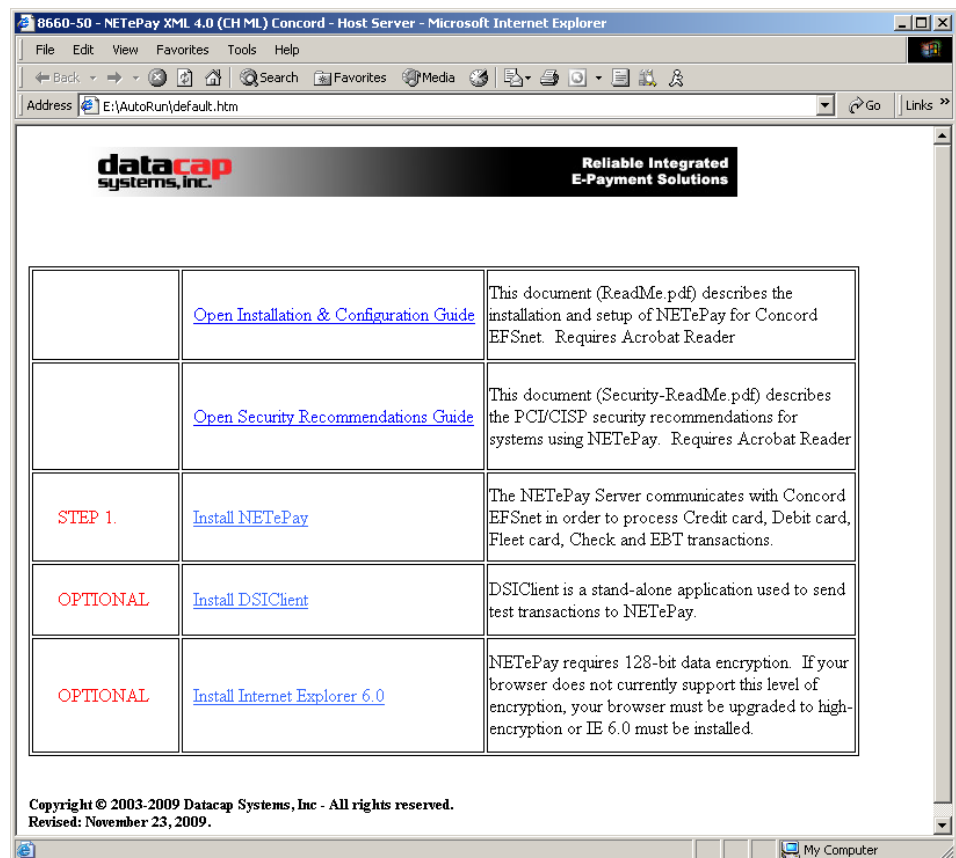 8660-50 - NETePay XML 4.0 (CH ML) Concord - Host Server - Microsoft Internet Explorer
File Edit View Favorites Tools Help
Back Search Favorites Media
Address E:\AutoRun\default.htm Go Links »
datacap
systems, inc.
Reliable Integrated
E-Payment Solutions
Open Installation & Configuration Guide
This document (ReadMe.pdf) describes the
installation and setup of NETePay for Concord
EFSnet. Requires Acrobat Reader
Open Security Recommendations Guide
This document (Security-ReadMe.pdf) describes
the PCI/CISP security recommendations for
systems using NETePay. Requires Acrobat Reader
STEP 1.
Install NETePay
The NETePay Server communicates with Concord
EFSnet in order to process Credit card, Debit card,
Fleet card, Check and EBT transactions.
OPTIONAL
Install DSIClient
DSIClient is a stand-alone application used to send
test transactions to NETePay.
OPTIONAL
Install Internet Explorer 6.0
NETePay requires 128-bit data encryption. If your
browser does not currently support this level of
encryption, your browser must be upgraded to high-
encryption or IE 6.0 must be installed.
Copyright © 2003-2009 Datacap Systems, Inc - All rights reserved.
Revised: November 23, 2009.
My Computer